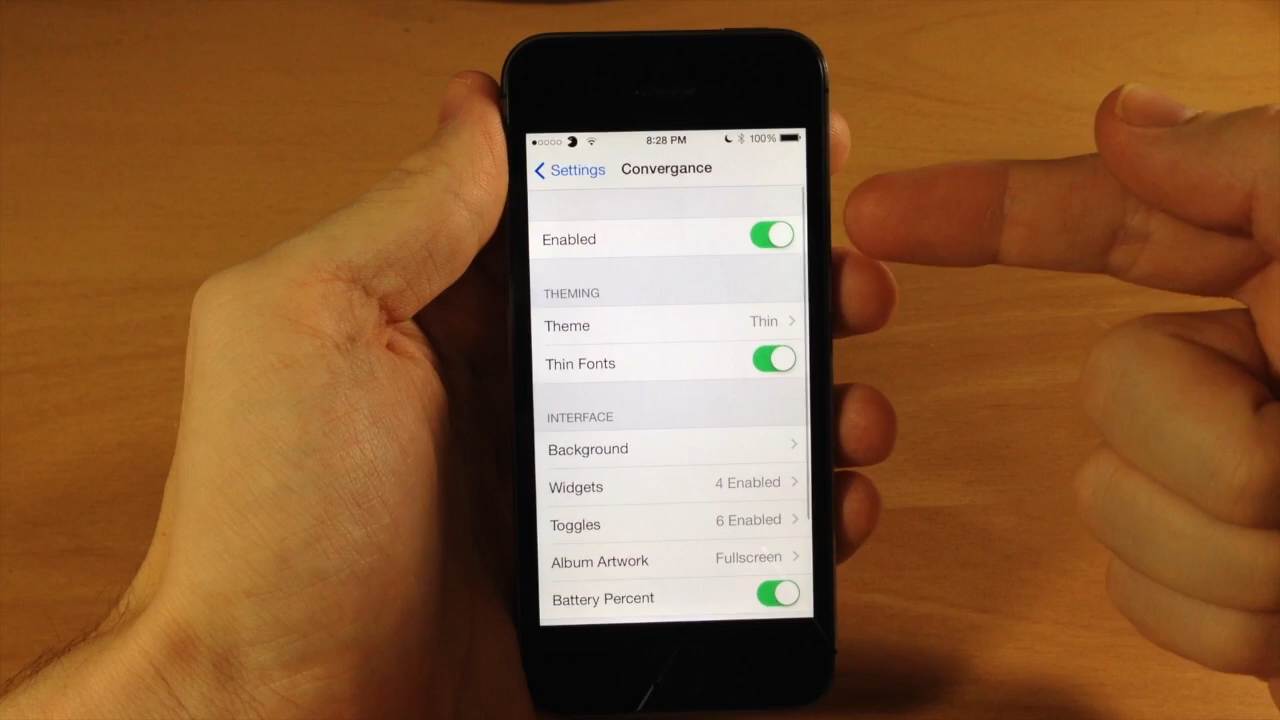 8:28 PM 100%
Settings Convergance
Enabled
THEMING
Theme Thin
Thin Fonts
INTERFACE
Background
Widgets 4 Enabled
Toggles 6 Enabled
Album Artwork Fullscreen
Battery Percent